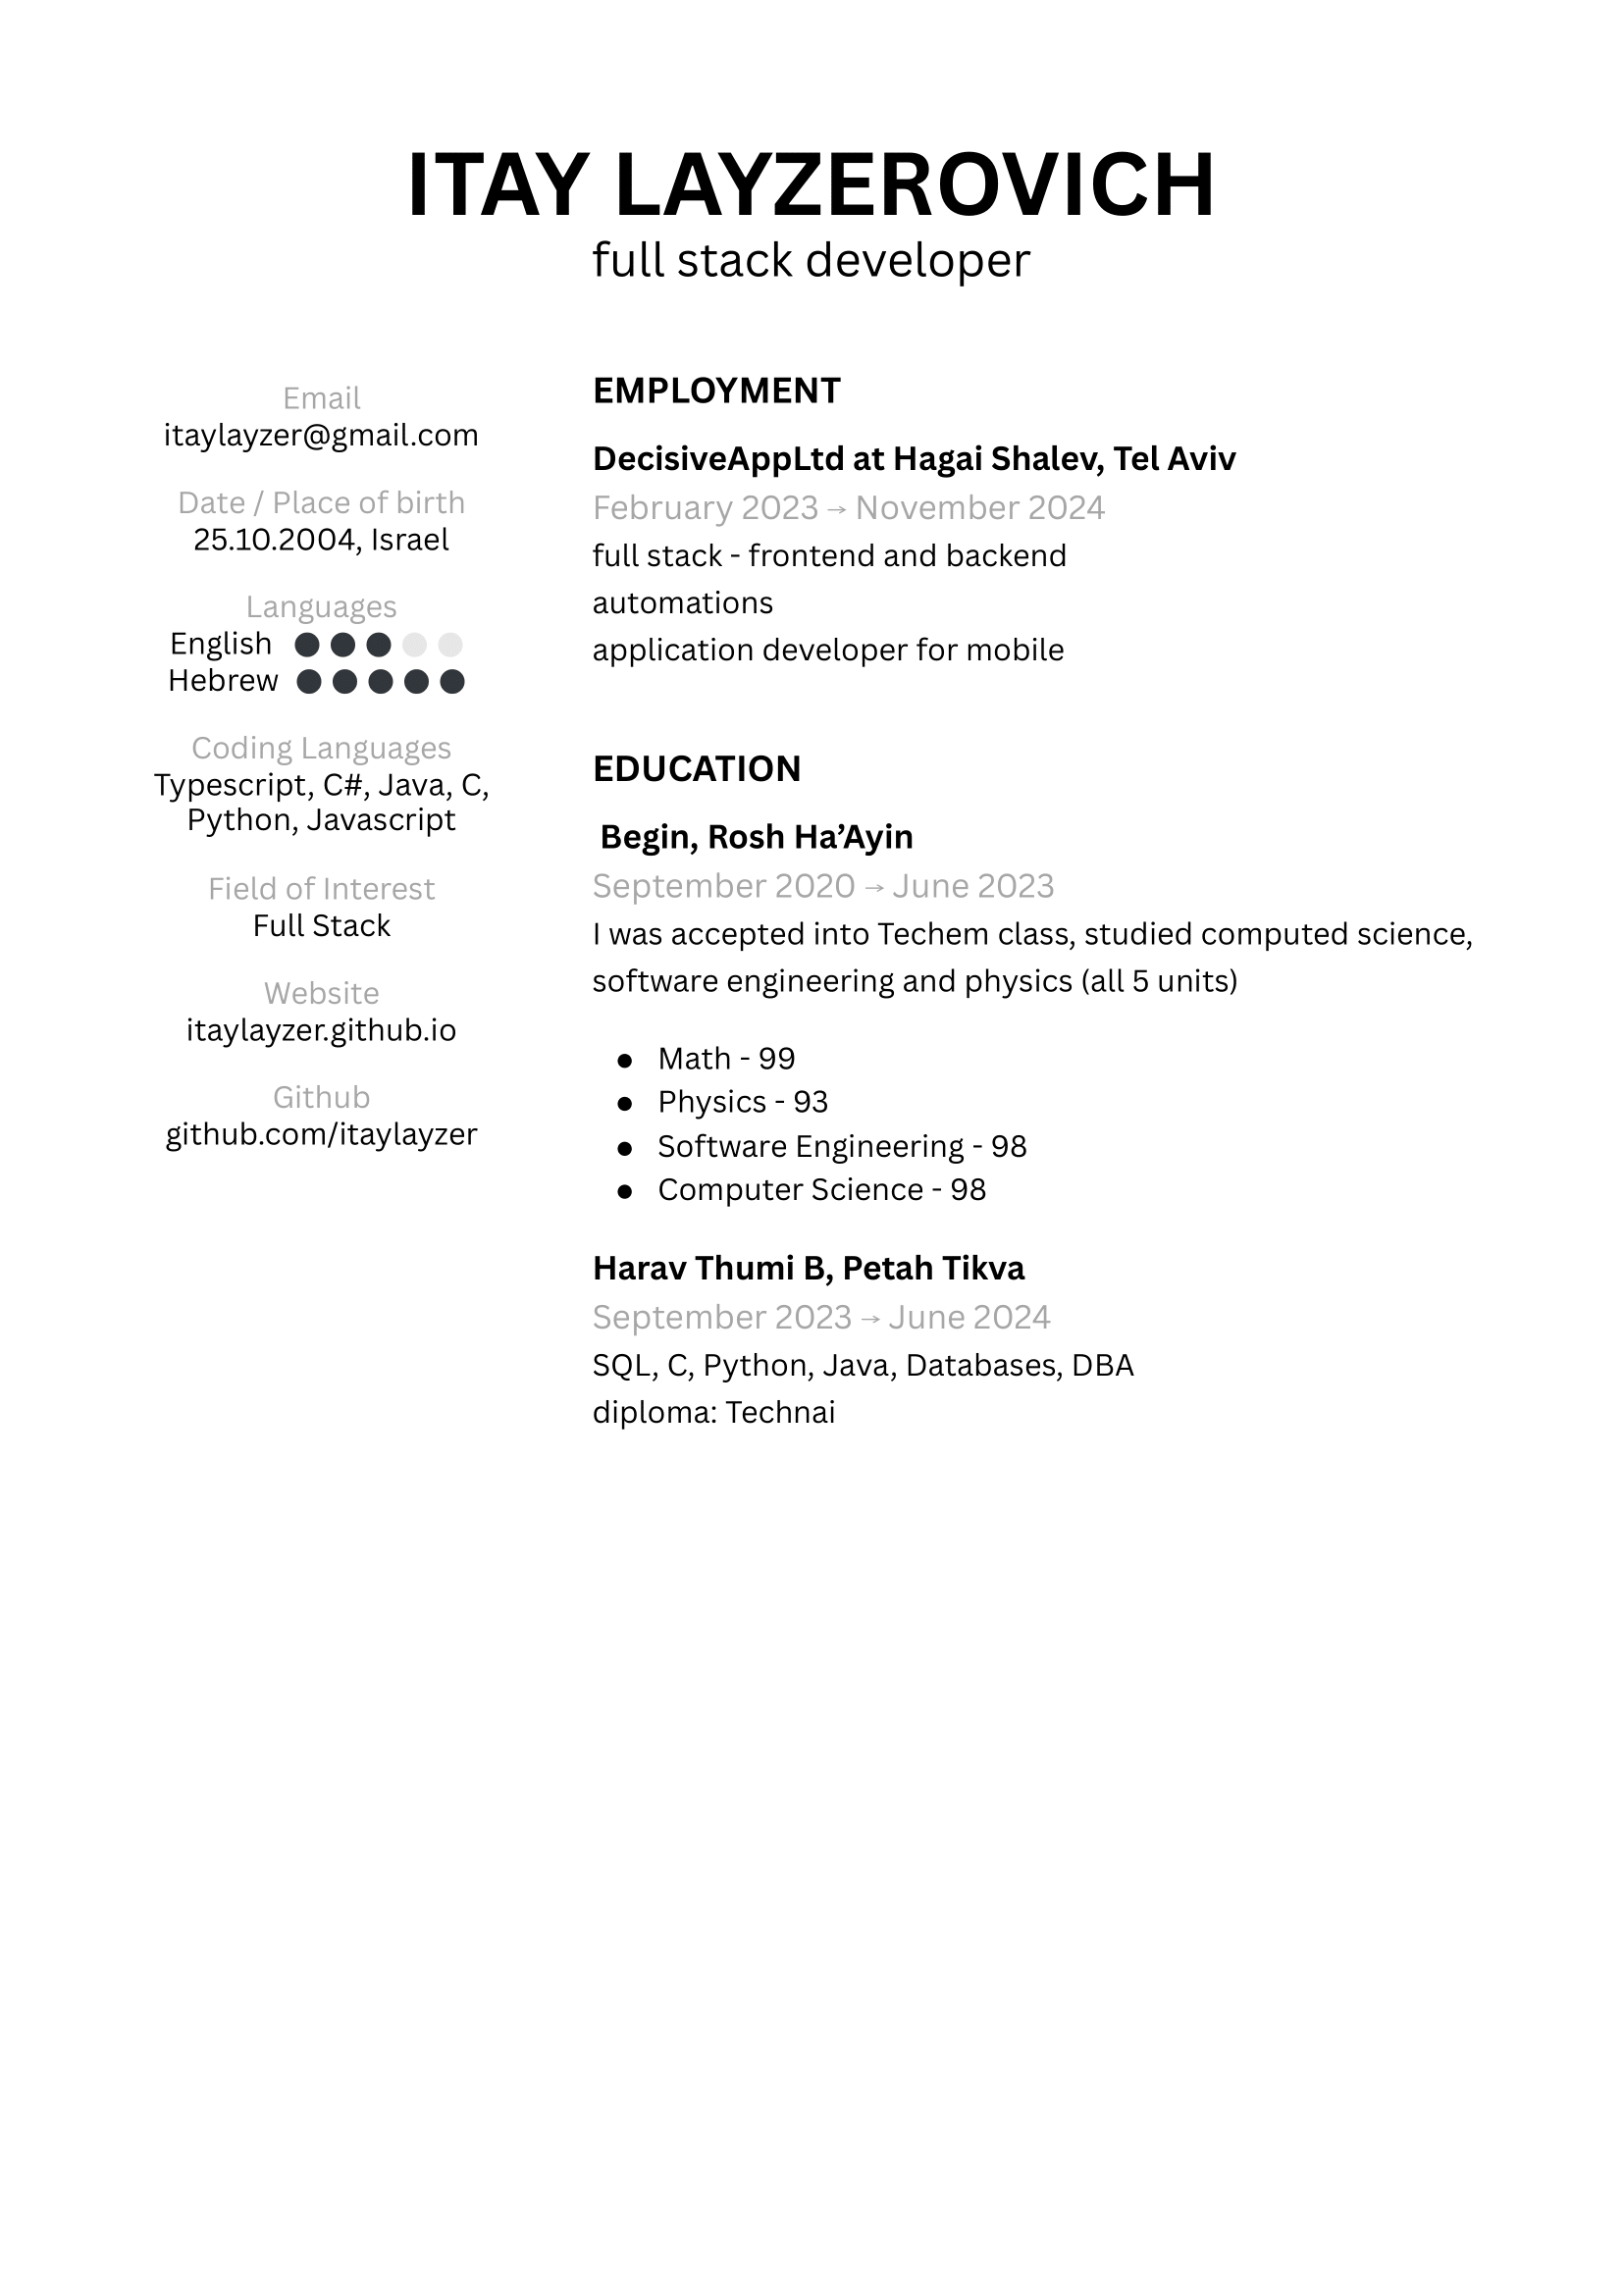 ITAY LAYZEROVICH
full stack developer
Email
itaylayzer@gmail.com
Date / Place of birth
25.10.2004, Israel
Languages
English
Hebrew
Coding Languages
Typescript, C#, Java, C,
Python, Javascript
Field of Interest
Full Stack
Website
itaylayzer.github.io
Github
github.com/itaylayzer
EMPLOYMENT
DecisiveAppLtd at Hagai Shalev, Tel Aviv
February 2023 → November 2024
full stack - frontend and backend
automations
application developer for mobile
EDUCATION
Begin, Rosh Ha’Ayin
September 2020 → June 2023
I was accepted into Techem class, studied computed science,
software engineering and physics (all 5 units)
● Math - 99
● Physics - 93
● Software Engineering - 98
● Computer Science - 98
Harav Thumi B, Petah Tikva
September 2023 → June 2024
SQL, C, Python, Java, Databases, DBA
diploma: Technai